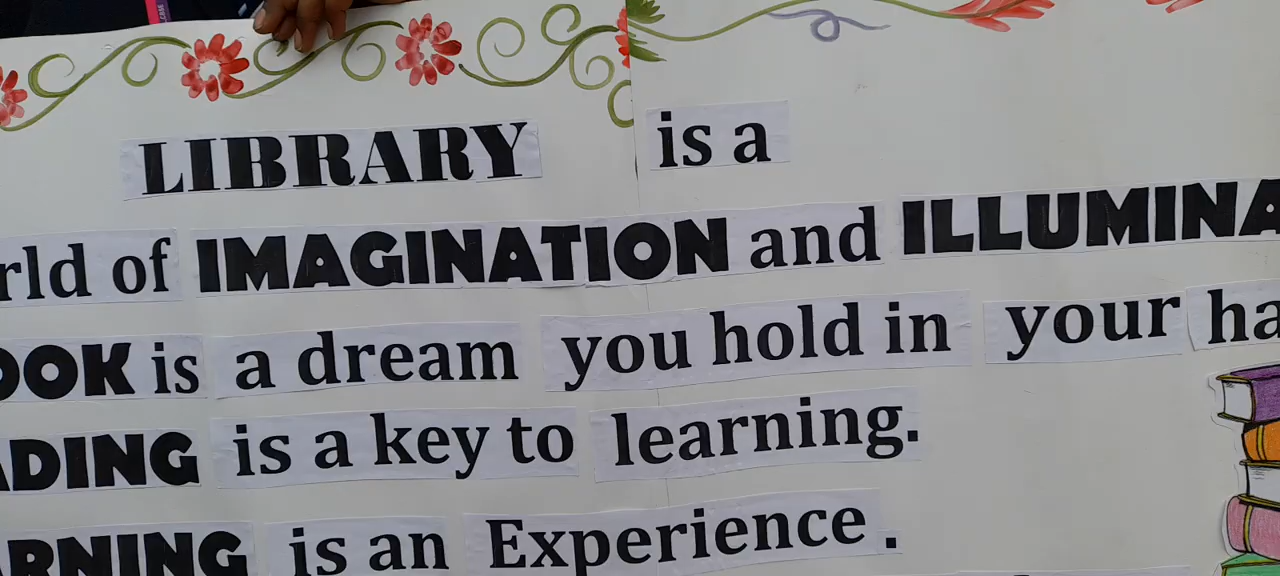 LIBRARY is a
rld of IMAGINATION and ILLUMINA
OOK is a dream you hold in your ha
ADING is a key to learning.
RNING is an Experience.